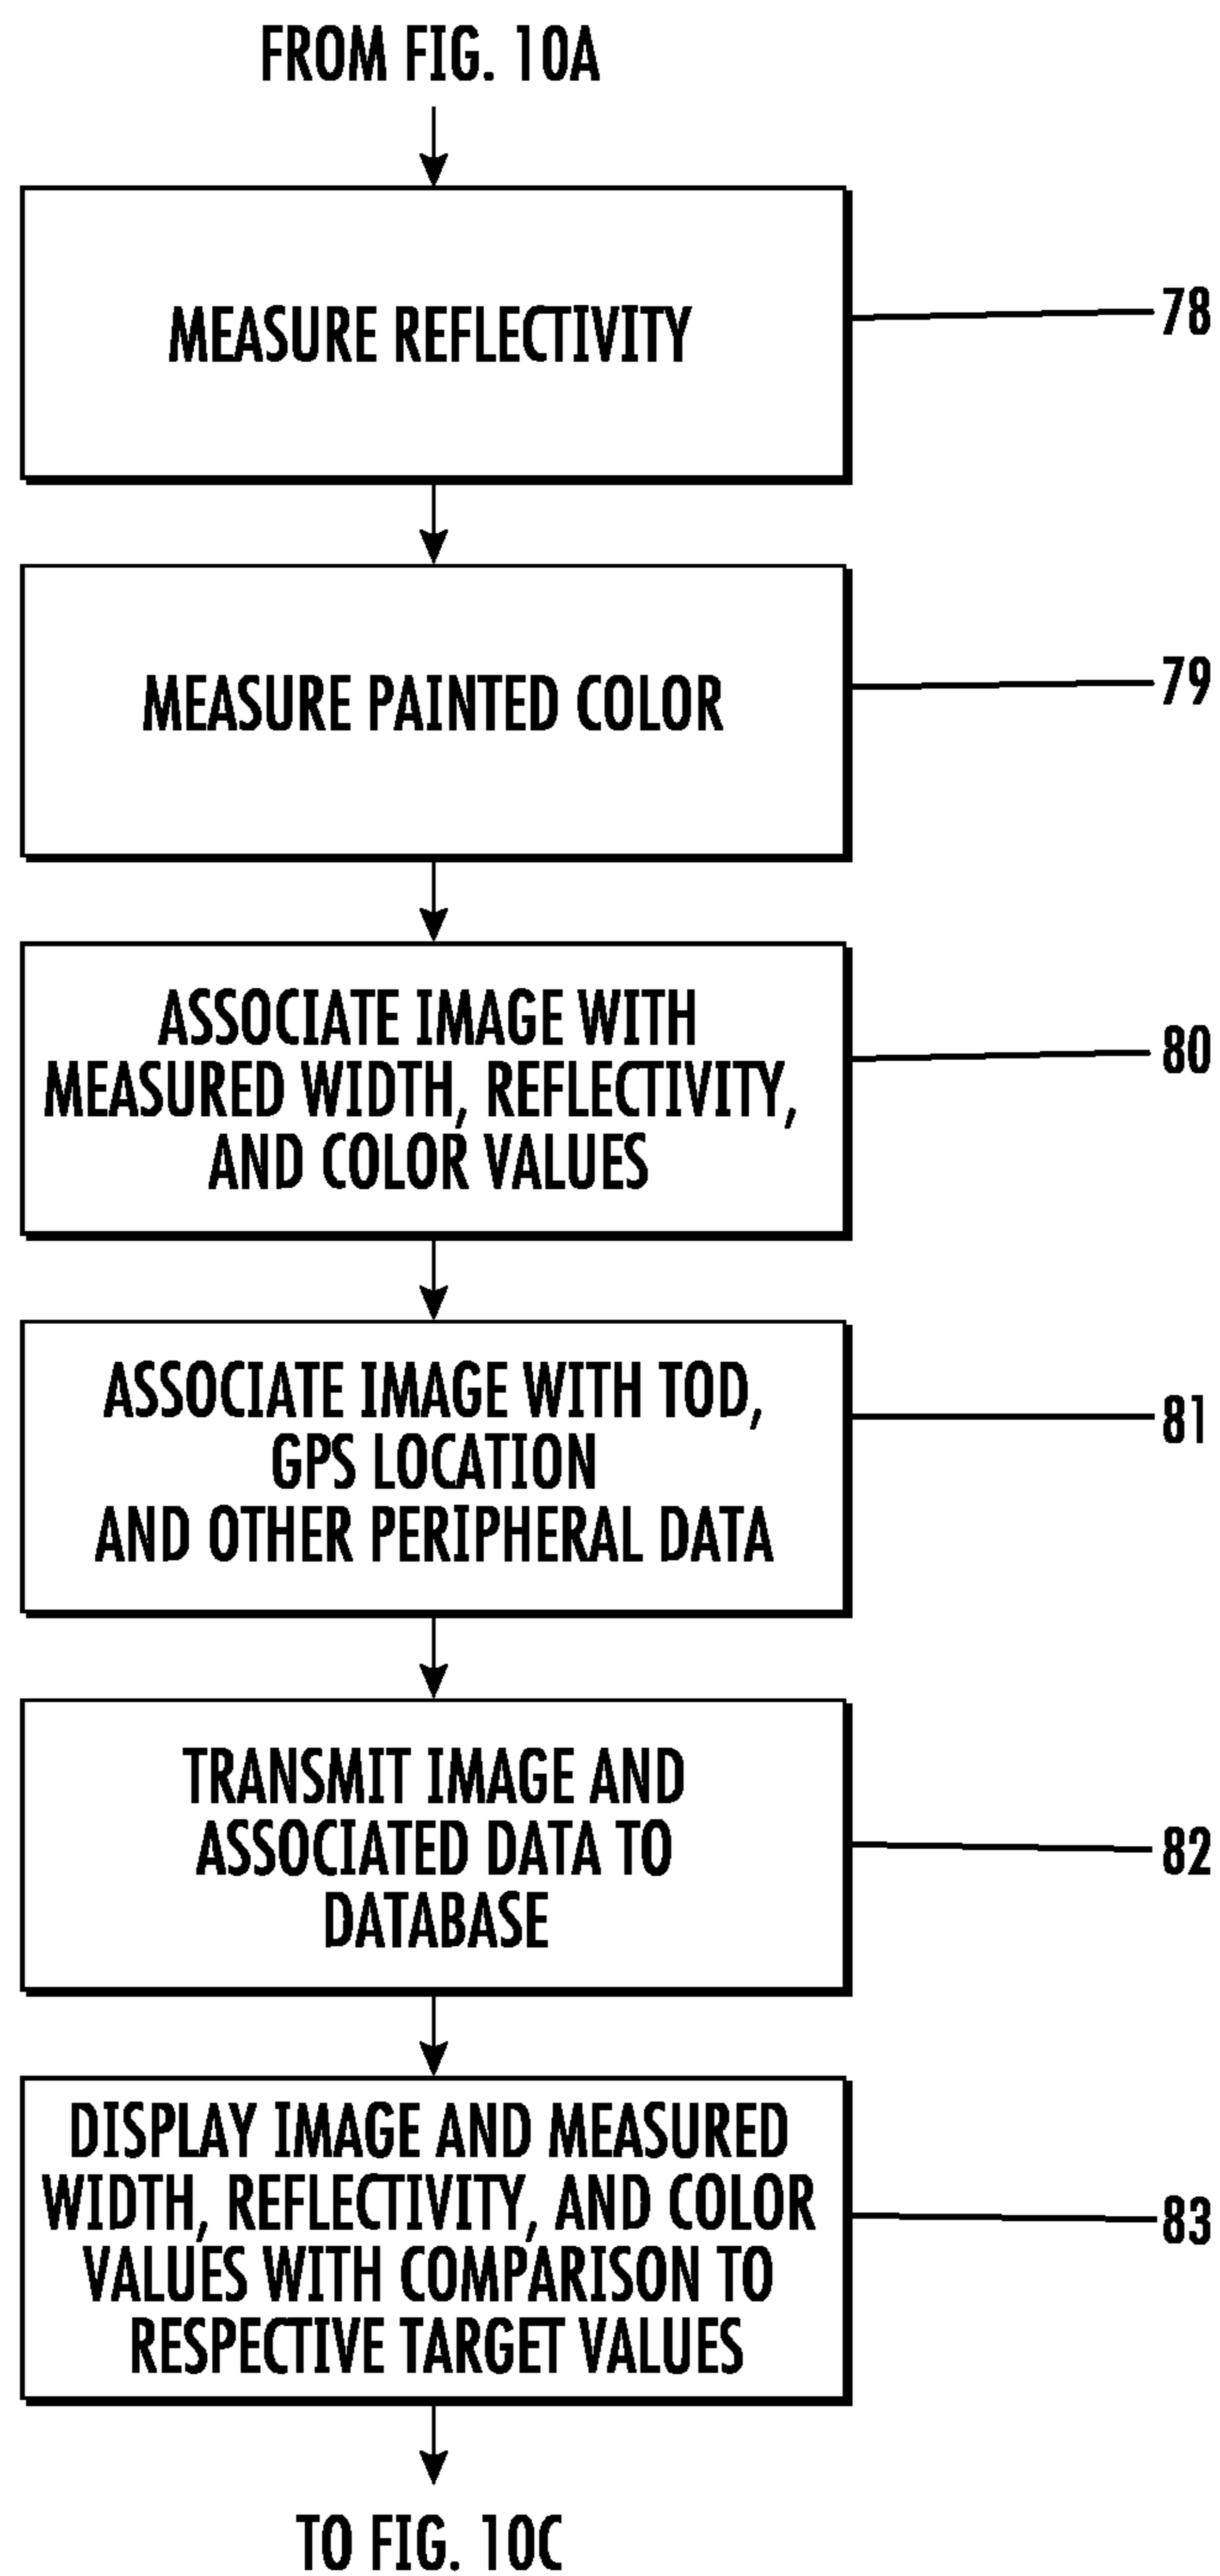 FROM FIG. 10A
MEASURE REFLECTIVITY
78
MEASURE PAINTED COLOR
79
ASSOCIATE IMAGE WITH
MEASURED WIDTH, REFLECTIVITY,
AND COLOR VALUES
80
ASSOCIATE IMAGE WITH TOD,
GPS LOCATION
AND OTHER PERIPHERAL DATA
81
TRANSMIT IMAGE AND
ASSOCIATED DATA TO
DATABASE
82
DISPLAY IMAGE AND MEASURED
WIDTH, REFLECTIVITY, AND COLOR
VALUES WITH COMPARISON TO
RESPECTIVE TARGET VALUES
83
TO FIG. 10C